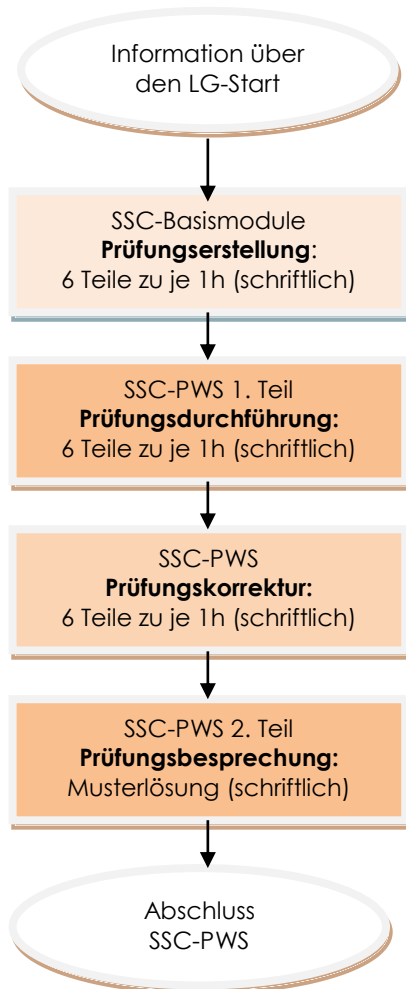 Information über
den LG-Start
SSC-Basismodule
Prüfungserstellung:
6 Teile zu je 1h (schriftlich)
SSC-PWS 1. Teil
Prüfungsdurchführung:
6 Teile zu je 1h (schriftlich)
SSC-PWS
Prüfungskorrektur:
6 Teile zu je 1h (schriftlich)
SSC-PWS 2. Teil
Prüfungsbesprechung:
Musterlösung (schriftlich)
Abschluss
SSC-PWS